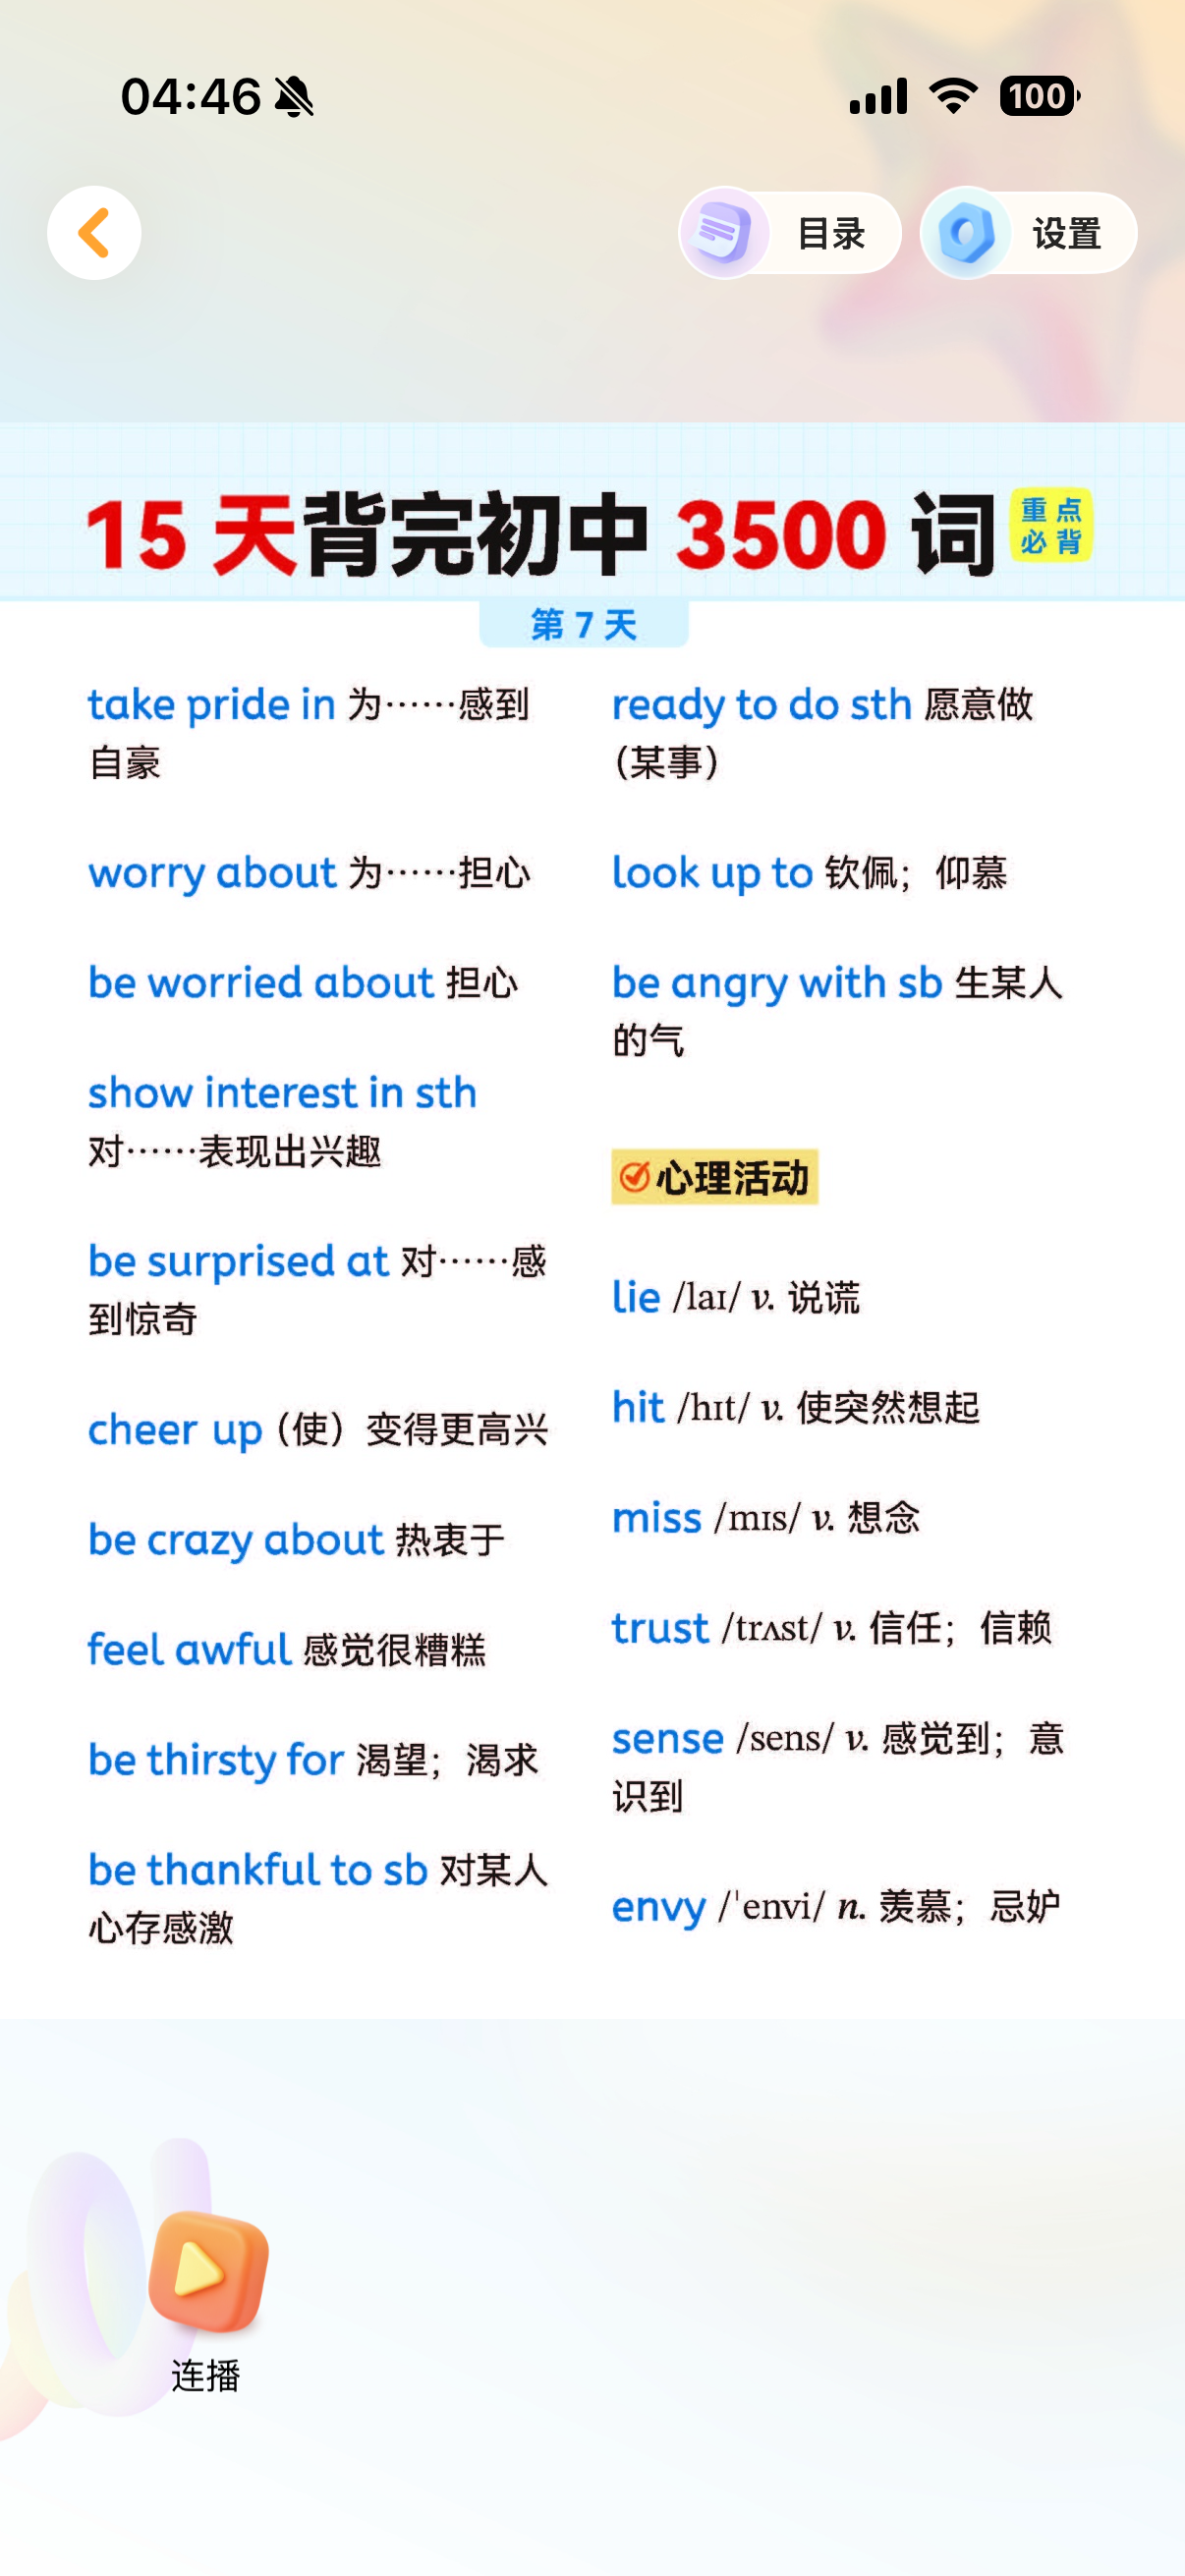 04:46
100
目录
设置
15 天背完初中 3500 词
重点
必背
第 7 天
take pride in 为……感到
自豪
worry about 为……担心
be worried about 担心
show interest in sth
对……表现出兴趣
be surprised at 对……感
到惊奇
cheer up（使）变得更高兴
be crazy about 热衷于
feel awful 感觉很糟糕
be thirsty for 渴望；渴求
be thankful to sb 对某人
心存感激
ready to do sth 愿意做
（某事）
look up to 钦佩；仰慕
be angry with sb 生某人
的气
心理活动
lie /laɪ/ v. 说谎
hit /hɪt/ v. 使突然想起
miss /mɪs/ v. 想念
trust /trʌst/ v. 信任；信赖
sense /sens/ v. 感觉到；意
识到
envy /ˈenvi/ n. 羡慕；忌妒
连播